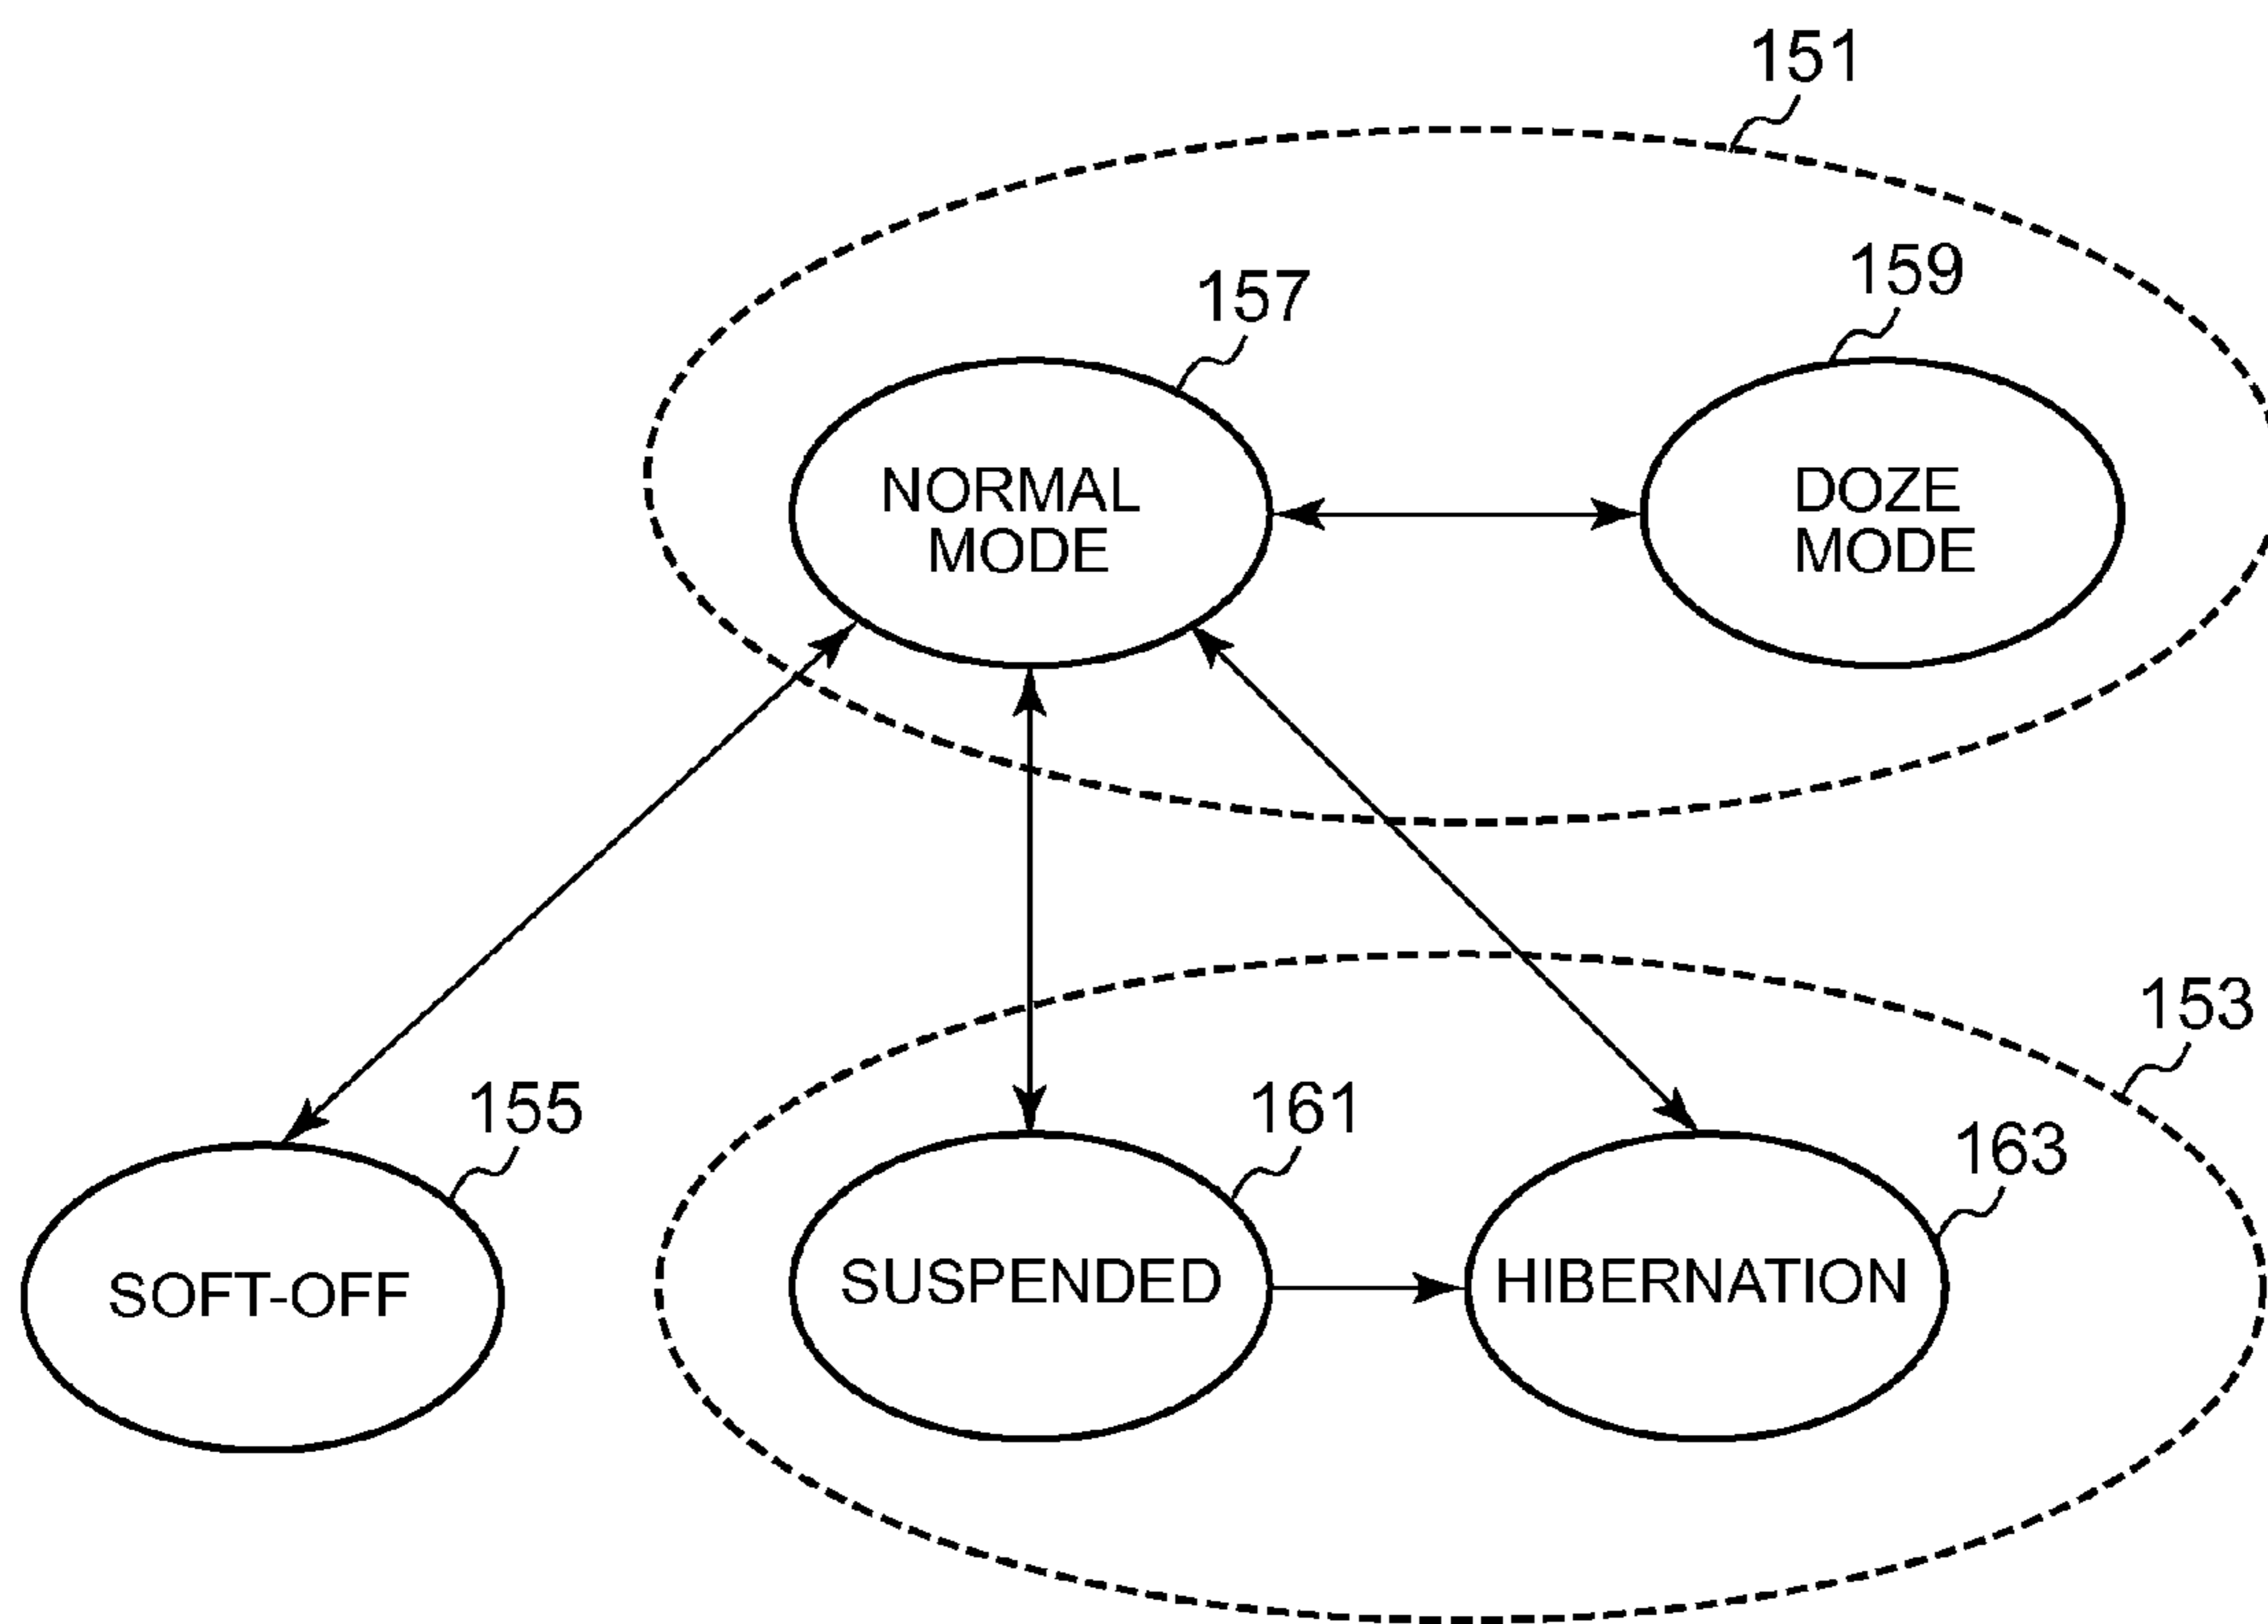 151
159
157
NORMAL
MODE
DOZE
MODE
153
155
161
163
SOFT-OFF
SUSPENDED
HIBERNATION